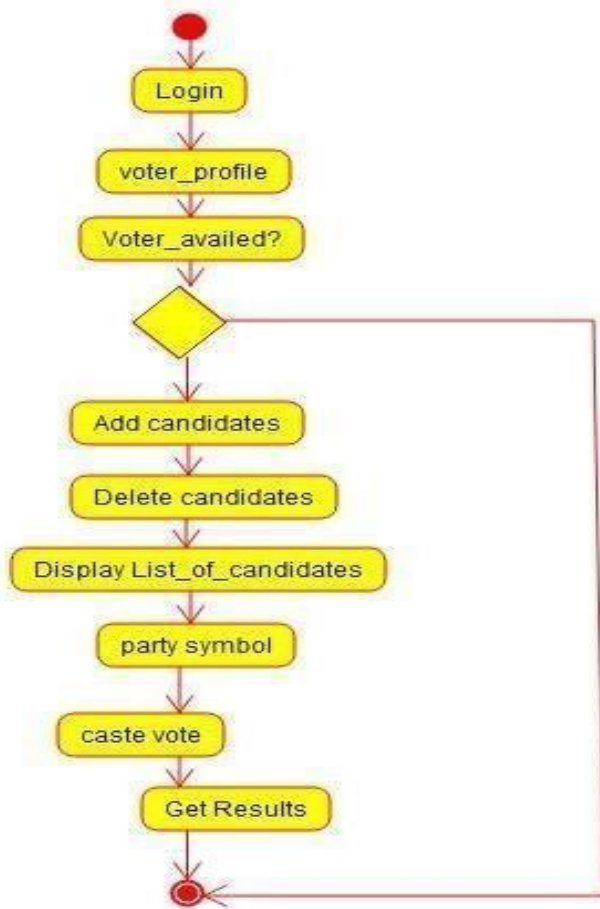 Login
voter_profile
Voter_availed?
Add candidates
Delete candidates
Display List_of_candidates
party symbol
caste vote
Get Results